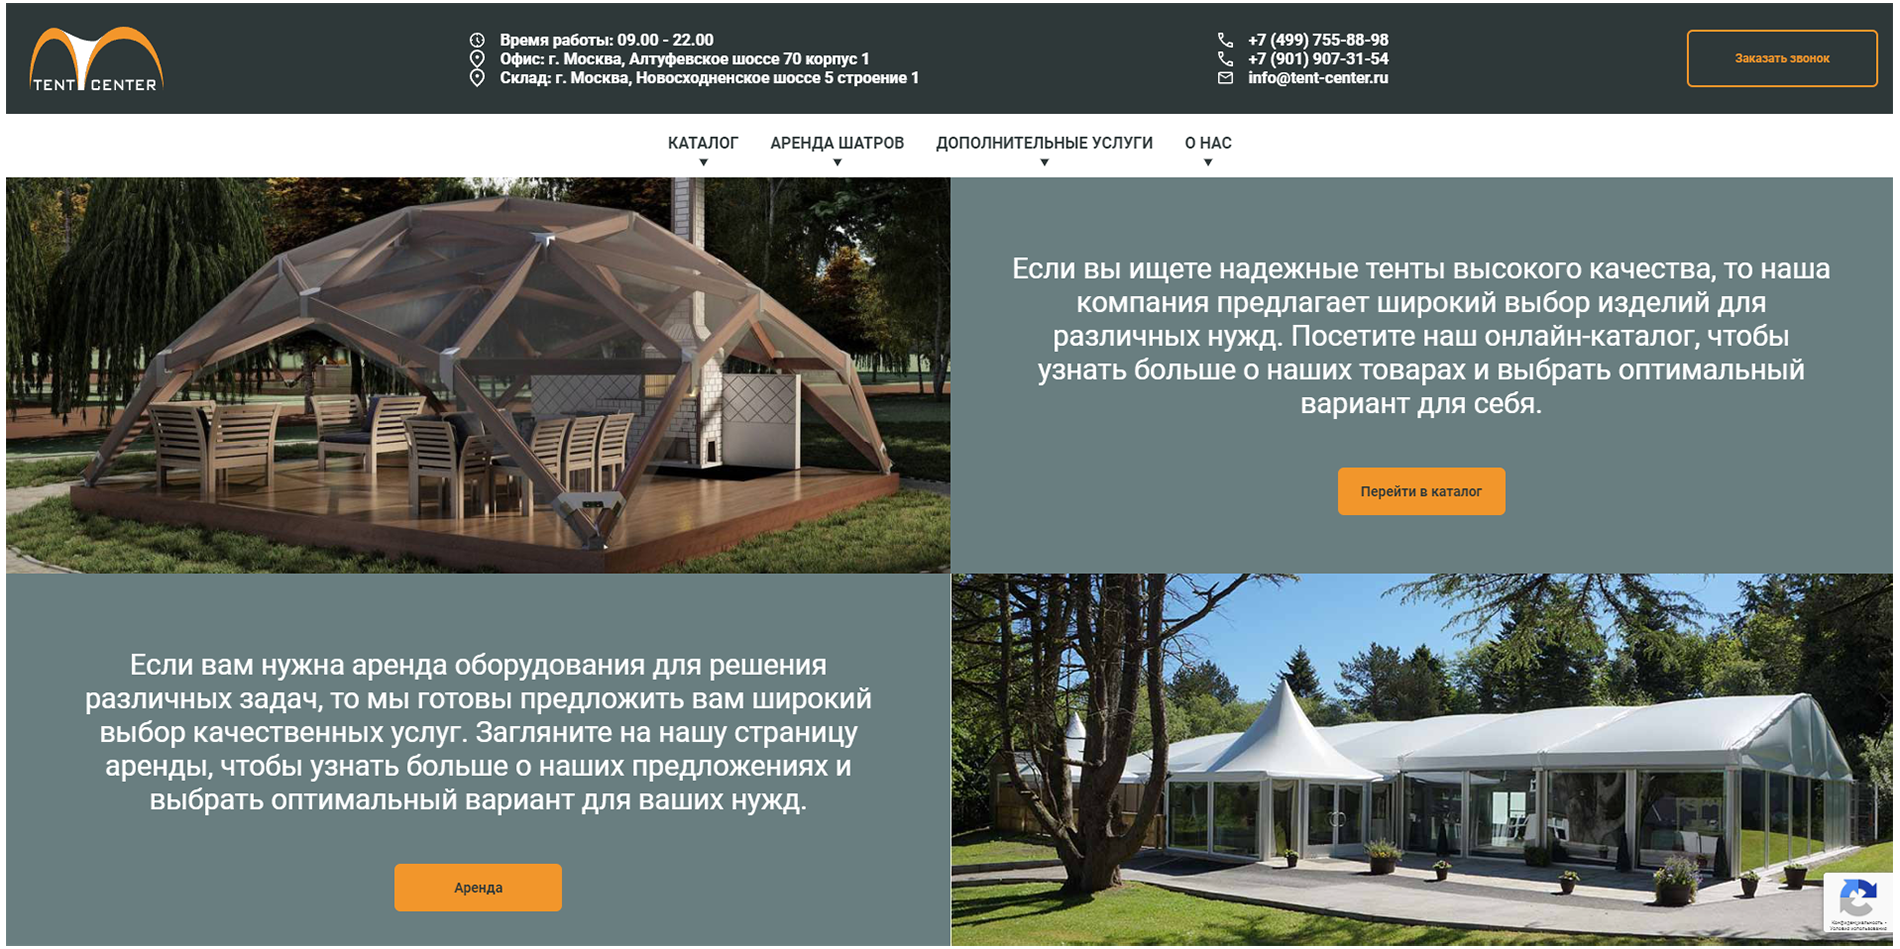 TENT CENTER
Время работы: 09.00 - 22.00
Офис: г. Москва, Алтуфевское шоссе 70 корпус 1
Склад: г. Москва, Новосходненское шоссе 5 строение 1
+7 (499) 755-88-98
+7 (901) 907-31-54
info@tent-center.ru
Заказать звонок
КАТАЛОГ
АРЕНДА ШАТРОВ
ДОПОЛНИТЕЛЬНЫЕ УСЛУГИ
О НАС
Если вы ищете надежные тенты высокого качества, то наша
компания предлагает широкий выбор изделий для
различных нужд. Посетите наш онлайн-каталог, чтобы
узнать больше о наших товарах и выбрать оптимальный
вариант для себя.
Перейти в каталог
Если вам нужна аренда оборудования для решения
различных задач, то мы готовы предложить вам широкий
выбор качественных услуг. Загляните на нашу страницу
аренды, чтобы узнать больше о наших предложениях и
выбрать оптимальный вариант для ваших нужд.
Аренда
Конфиденциальность -
Условия использования